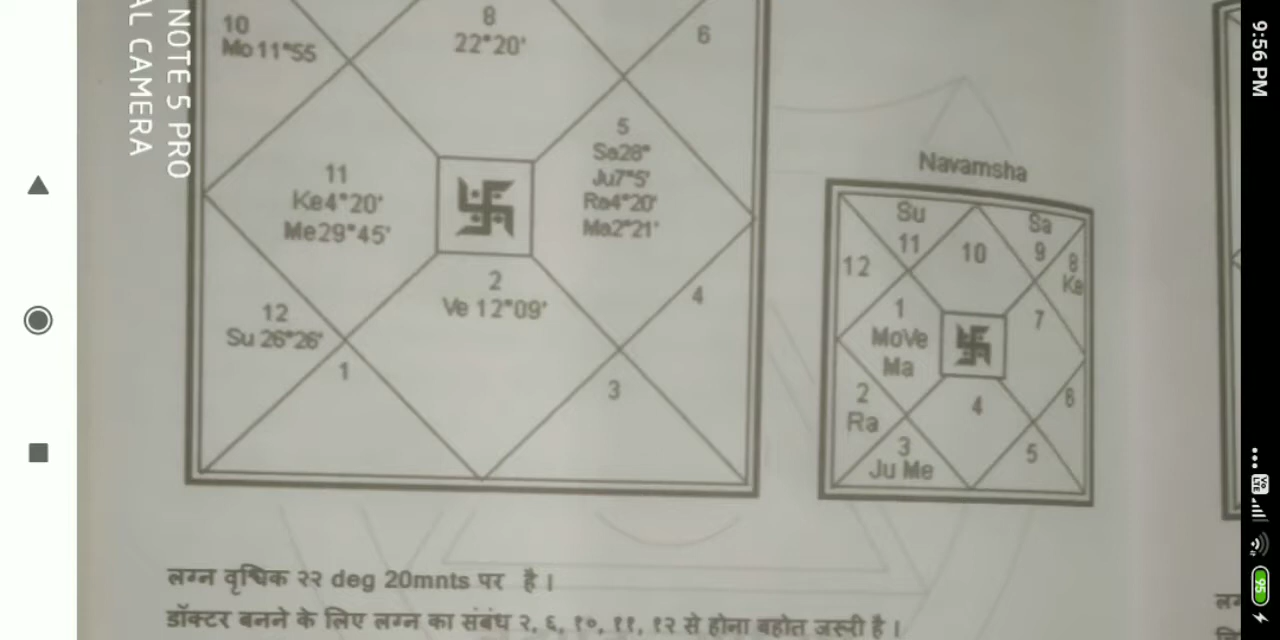 NOTE 5 PRO
AL CAMERA
10
Mo 11°55
8
22°20'
6
11
Ke4°20'
Me29°45'
5
Sa28°
Ju7°5'
Ra4°20'
Ma2°21'
12
Su 26°26'
2
Ve 12°09'
4
1
3
Navamsha
Su
11
10
Sa
9
8
Ke
12
1
MoVe
Ma
7
2
Ra
4
6
3
Ju Me
5
लग्न वृश्चिक २२ deg 20mnts पर है ।
डॉक्टर बनने के लिए लग्न का संबंध २, ६, १०, ११, १२ से होना बहोत जरूरी है ।
9:56 PM
95